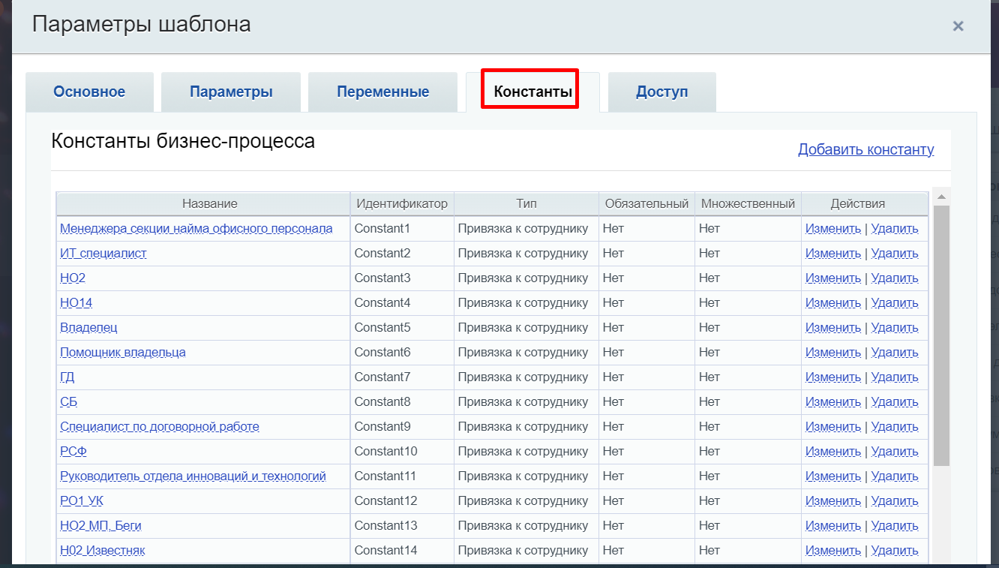 Параметры шаблона
×
Основное Параметры Переменные Константы Доступ
Константы бизнес-процесса
Добавить константу
Название Идентификатор Тип Обязательный Множественный Действия
Менеджера секции найма офисного персонала Constant1 Привязка к сотруднику Нет Нет Изменить | Удалить
ИТ специалист Constant2 Привязка к сотруднику Нет Нет Изменить | Удалить
НО2 Constant3 Привязка к сотруднику Нет Нет Изменить | Удалить
НО14 Constant4 Привязка к сотруднику Нет Нет Изменить | Удалить
Владелец Constant5 Привязка к сотруднику Нет Нет Изменить | Удалить
Помощник владельца Constant6 Привязка к сотруднику Нет Нет Изменить | Удалить
ГД Constant7 Привязка к сотруднику Нет Нет Изменить | Удалить
СБ Constant8 Привязка к сотруднику Нет Нет Изменить | Удалить
Специалист по договорной работе Constant9 Привязка к сотруднику Нет Нет Изменить | Удалить
РСФ Constant10 Привязка к сотруднику Нет Нет Изменить | Удалить
Руководитель отдела инноваций и технологий Constant11 Привязка к сотруднику Нет Нет Изменить | Удалить
РО1 УК Constant12 Привязка к сотруднику Нет Нет Изменить | Удалить
НО2 МП, Беги Constant13 Привязка к сотруднику Нет Нет Изменить | Удалить
Н02 Известняк Constant14 Привязка к сотруднику Нет Нет Изменить | Удалить